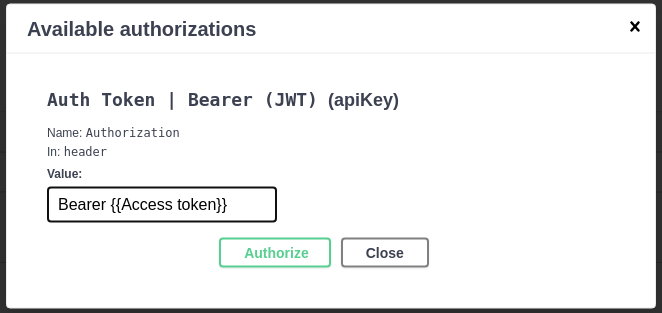 Available authorizations
×
Auth Token | Bearer (JWT) (apiKey)
Name: Authorization
In: header
Value:
Bearer {{Access token}}
Authorize Close